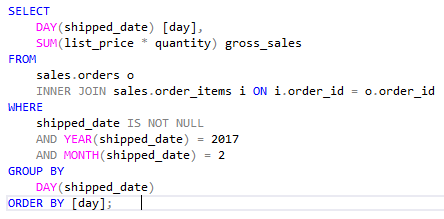 SELECT
    DAY(shipped_date) [day],
    SUM(list_price * quantity) gross_sales
FROM
    sales.orders o
    INNER JOIN sales.order_items i ON i.order_id = o.order_id
WHERE
    shipped_date IS NOT NULL
    AND YEAR(shipped_date) = 2017
    AND MONTH(shipped_date) = 2
GROUP BY
    DAY(shipped_date)
ORDER BY [day];